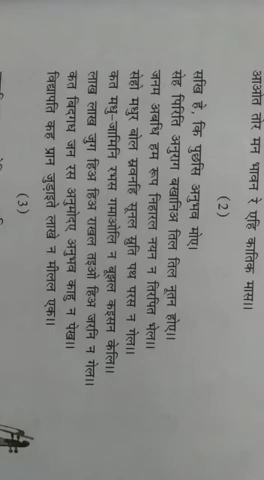 आओत तोर मन भावन रे एहि कातिक मास॥
(2)
सखि हे, कि पुछसि अनुभव मोए।
सेह पिरिति अनुराग बखानिअ तिल तिल नूतन होए॥
जनम अबधि हम रूप निहारल नयन न तिरपित भेल॥
सेहो मधुर बोल स्रवनहि सूनल स्रुति पथ परस न गेल॥
कत मधु-जामिनि रभस गमाओलि न बूझल कइसन केलि॥
लाख लाख जुग हिअ हिअ राखल तइओ हिअ जरनि न गेल॥
कत बिदगध जन रस अनुमोदए अनुभव काहु न पेख॥
विद्यापति कह प्रान जुड़ाइते लाखे न मीलल एक॥
(3)